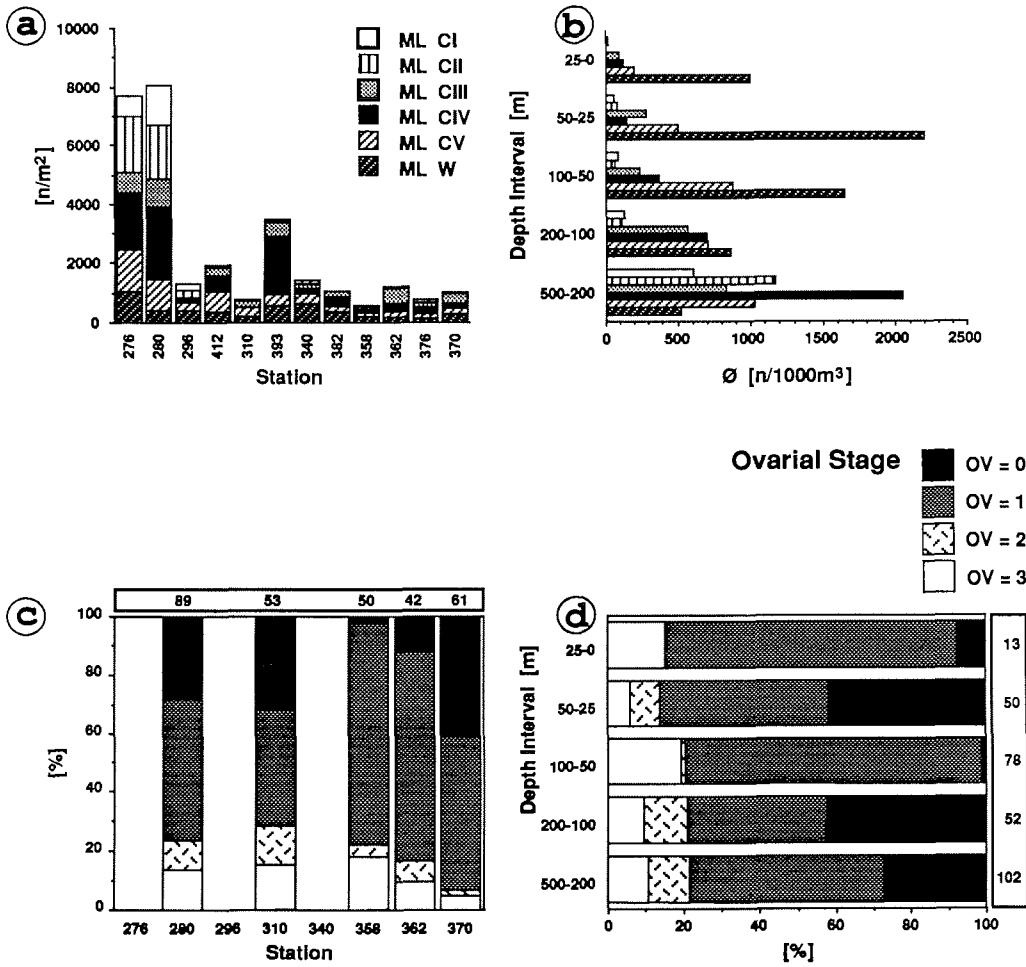 a
10000
8000
6000
4000
2000
0
[n/m²]
ML CI
ML CII
ML CIII
ML CIV
ML CV
ML W
276 280 296 412 310 393 340 382 358 362 376 370
Station
b
Depth Interval [m]
25-0
50-25
100-50
200-100
500-200
0 500 1000 1500 2000 2500
Ø [n/1000m³]
Ovarial Stage
OV = 0
OV = 1
OV = 2
OV = 3
c
89 53 50 42 61
100
80
60
40
20
0
[%]
276 280 296 310 340 358 362 370
Station
d
Depth Interval [m]
25-0 13
50-25 50
100-50 78
200-100 52
500-200 102
0 20 40 60 80 100
[%]